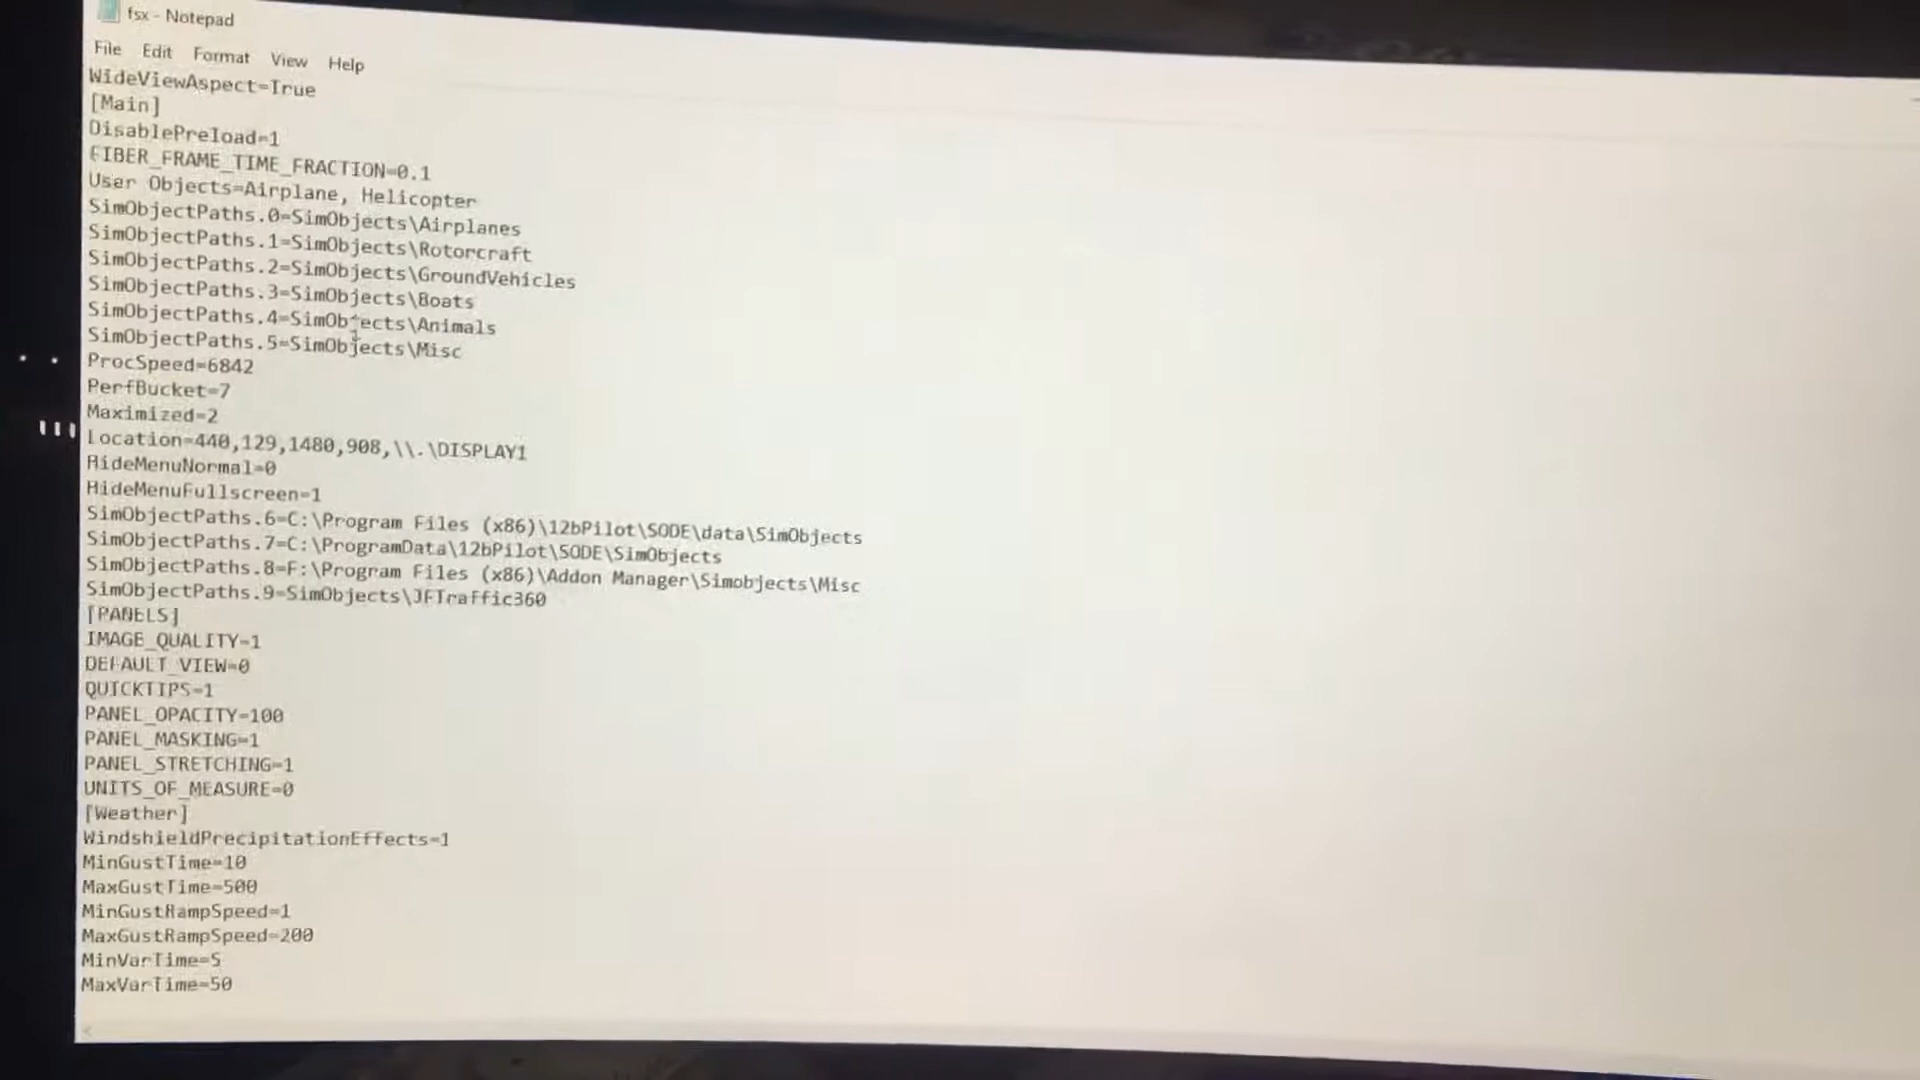 fsx - Notepad
File Edit Format View Help
WideViewAspect=True
[Main]
DisablePreload=1
FIBER_FRAME_TIME_FRACTION=0.1
User Objects=Airplane, Helicopter
SimObjectPaths.0=SimObjects\Airplanes
SimObjectPaths.1=SimObjects\Rotorcraft
SimObjectPaths.2=SimObjects\GroundVehicles
SimObjectPaths.3=SimObjects\Boats
SimObjectPaths.4=SimObjects\Animals
SimObjectPaths.5=SimObjects\Misc
ProcSpeed=6842
PerfBucket=7
Maximized=2
Location=440,129,1480,908,\\.\DISPLAY1
HideMenuNormal=0
HideMenuFullscreen=1
SimObjectPaths.6=C:\Program Files (x86)\12bPilot\SODE\data\SimObjects
SimObjectPaths.7=C:\ProgramData\12bPilot\SODE\SimObjects
SimObjectPaths.8=F:\Program Files (x86)\Addon Manager\Simobjects\Misc
SimObjectPaths.9=SimObjects\JFTraffic360
[PANELS]
IMAGE_QUALITY=1
DEFAULT_VIEW=0
QUICKTIPS=1
PANEL_OPACITY=100
PANEL_MASKING=1
PANEL_STRETCHING=1
UNITS_OF_MEASURE=0
[Weather]
WindshieldPrecipitationEffects=1
MinGustTime=10
MaxGustTime=500
MinGustRampSpeed=1
MaxGustRampSpeed=200
MinVarTime=5
MaxVarTime=50